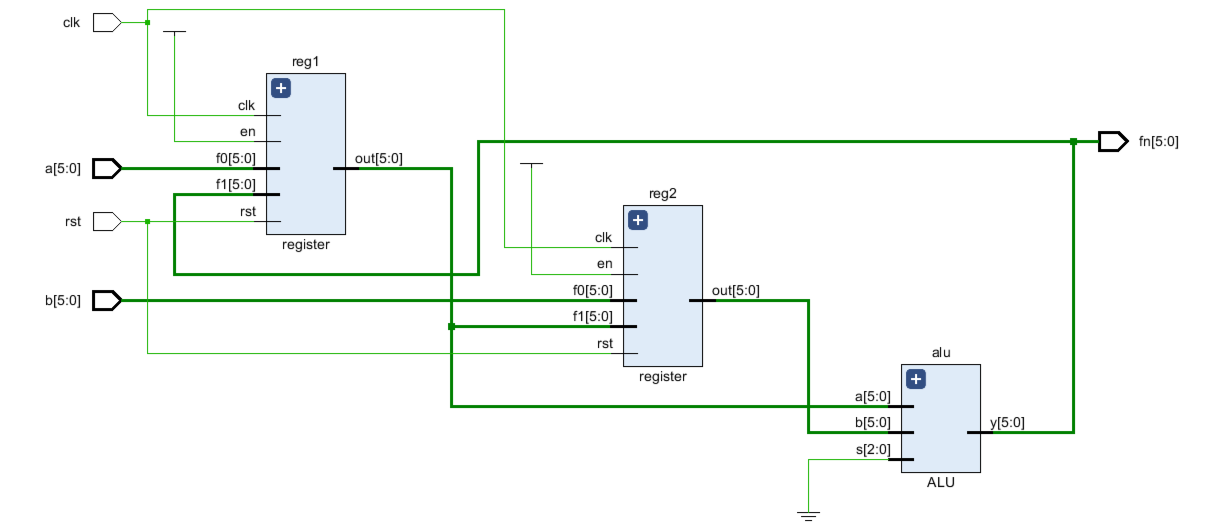 clk
reg1
clk
en
a[5:0]
f0[5:0]
out[5:0]
f1[5:0]
rst
rst
register
fn[5:0]
reg2
clk
en
b[5:0]
f0[5:0]
out[5:0]
f1[5:0]
rst
register
alu
a[5:0]
b[5:0]
y[5:0]
s[2:0]
ALU